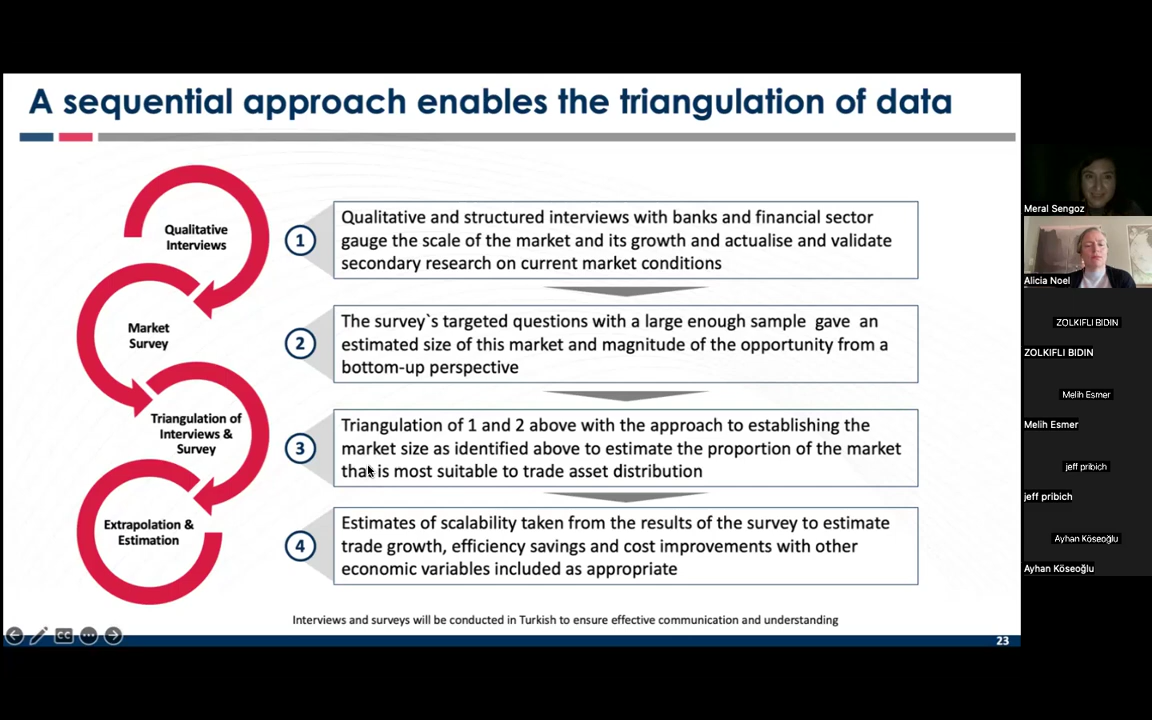 A sequential approach enables the triangulation of data
Qualitative
Interviews
1
Qualitative and structured interviews with banks and financial sector
gauge the scale of the market and its growth and actualise and validate
secondary research on current market conditions
Market
Survey
2
The survey`s targeted questions with a large enough sample gave an
estimated size of this market and magnitude of the opportunity from a
bottom-up perspective
Triangulation of
Interviews &
Survey
3
Triangulation of 1 and 2 above with the approach to establishing the
market size as identified above to estimate the proportion of the market
that is most suitable to trade asset distribution
Extrapolation &
Estimation
4
Estimates of scalability taken from the results of the survey to estimate
trade growth, efficiency savings and cost improvements with other
economic variables included as appropriate
Interviews and surveys will be conducted in Turkish to ensure effective communication and understanding
CC
23
Meral Sengoz
Alicia Noel
ZOLKIFLI BIDIN
ZOLKIFLI BIDIN
Melih Esmer
Melih Esmer
jeff pribich
jeff pribich
Ayhan Köseoğlu
Ayhan Köseoğlu